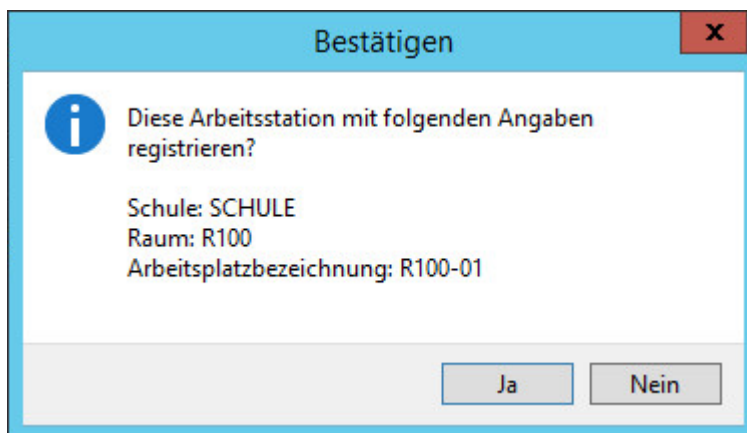 Bestätigen
x
i
Diese Arbeitsstation mit folgenden Angaben
registrieren?
Schule: SCHULE
Raum: R100
Arbeitsplatzbezeichnung: R100-01
Ja
Nein